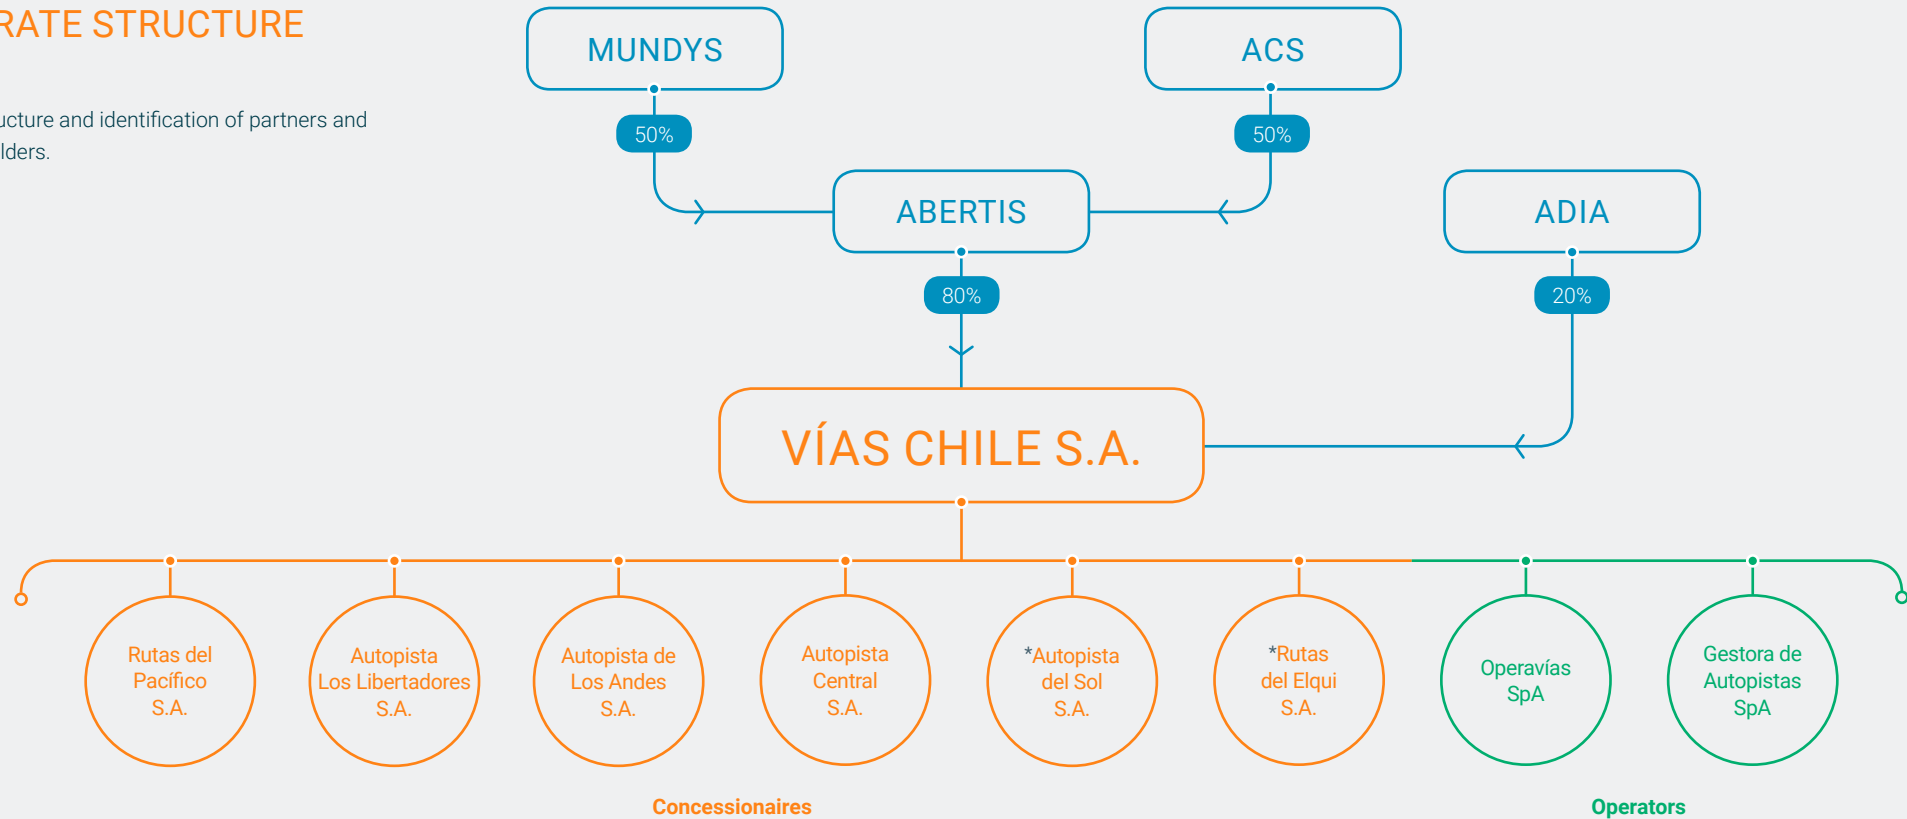 RATE STRUCTURE
ucture and identification of partners and
lders.
MUNDYS
ACS
50%
50%
ABERTIS
ADIA
80%
20%
VÍAS CHILE S.A.
Rutas del
Pacífico
S.A.
Autopista
Los Libertadores
S.A.
Autopista de
Los Andes
S.A.
Autopista
Central
S.A.
*Autopista
del Sol
S.A.
*Rutas
del Elqui
S.A.
Operavías
SpA
Gestora de
Autopistas
SpA
Concessionaires
Operators